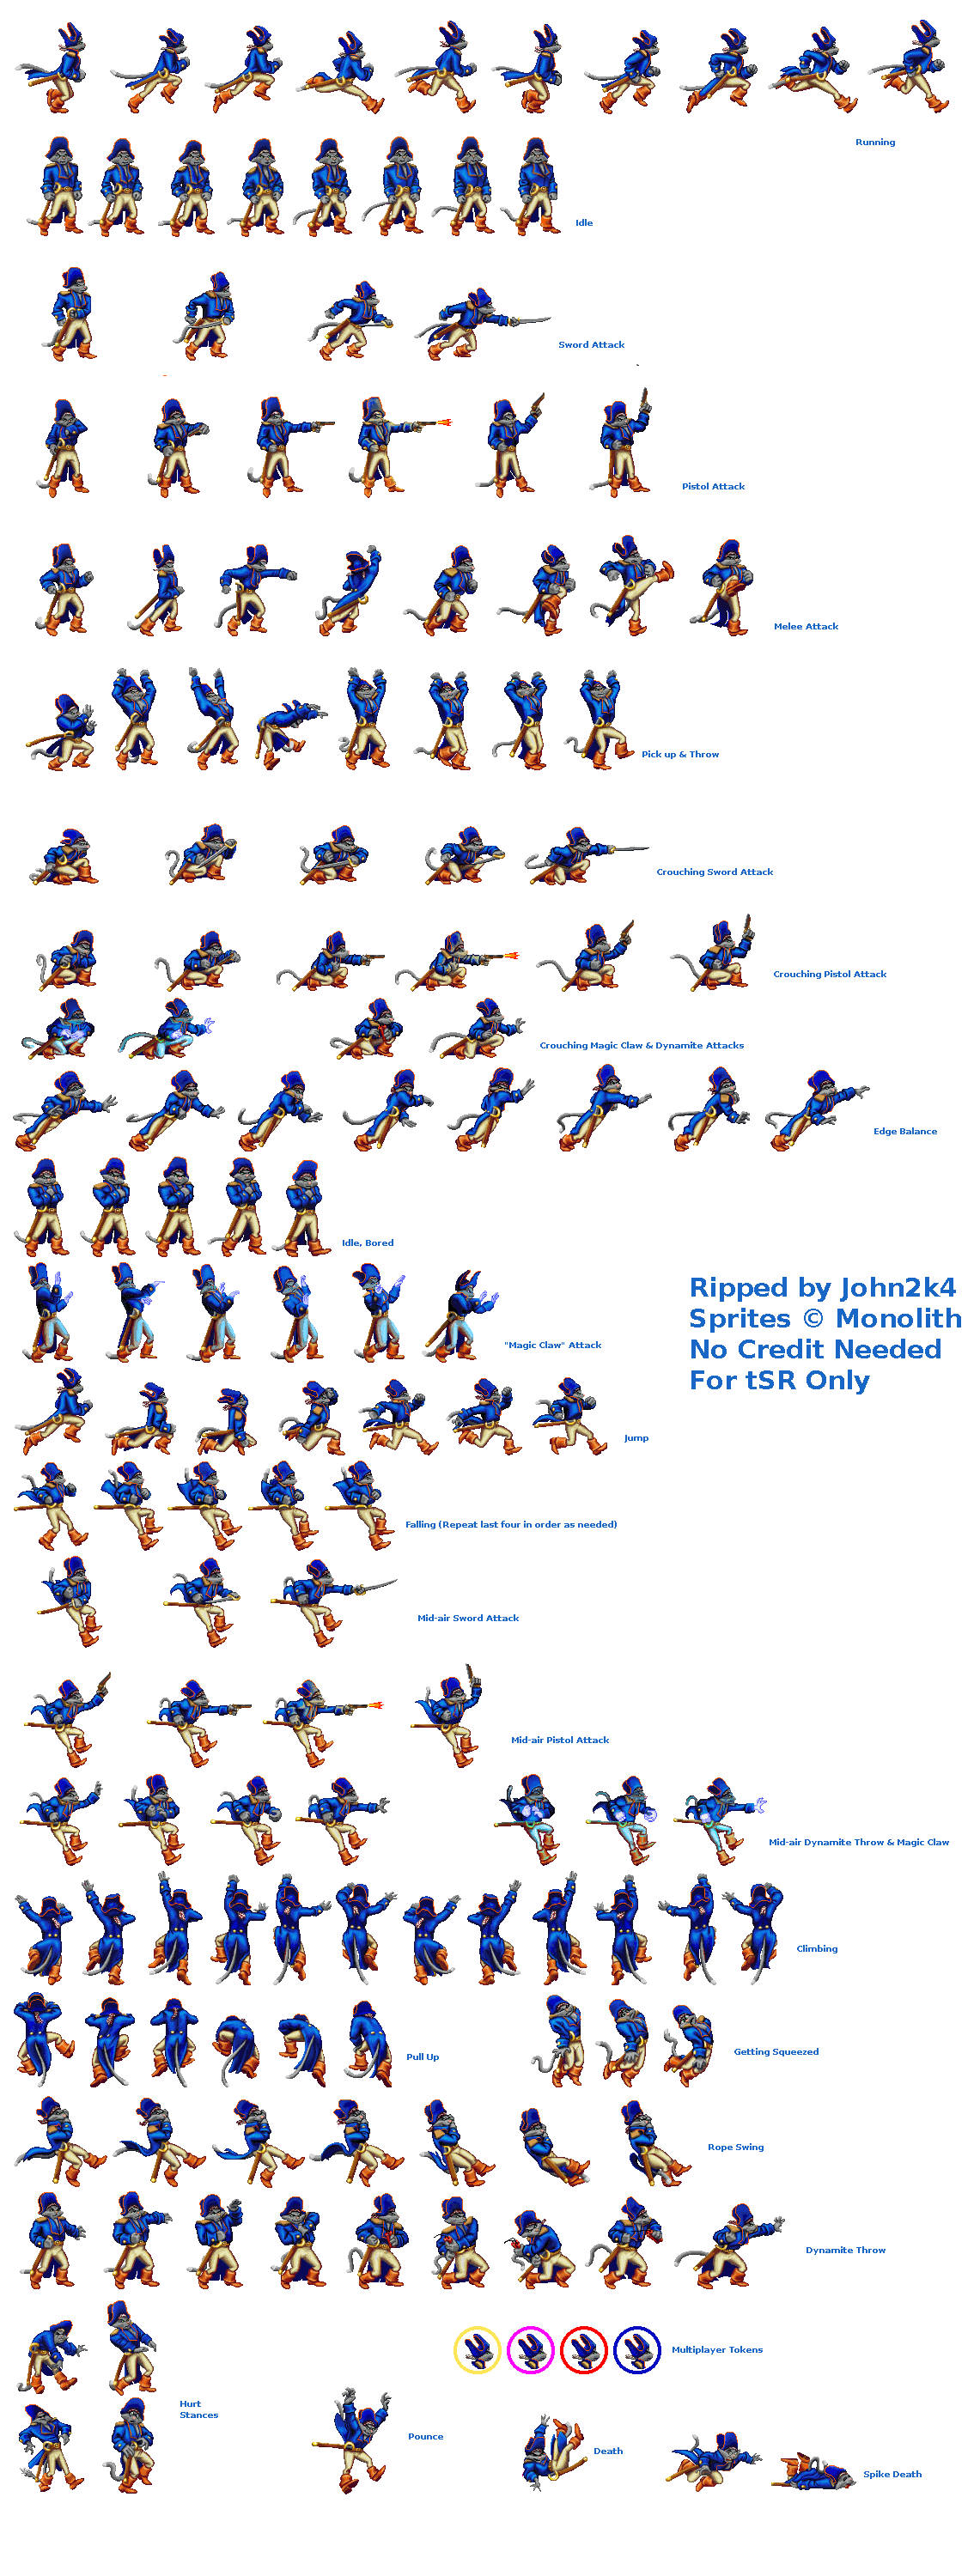 Running
Idle
Sword Attack
Pistol Attack
Melee Attack
Pick up & Throw
Crouching Sword Attack
Crouching Pistol Attack
Crouching Magic Claw & Dynamite Attacks
Edge Balance
Idle, Bored
Ripped by John2k4
Sprites © Monolith
No Credit Needed
For tSR Only
"Magic Claw" Attack
Jump
Falling (Repeat last four in order as needed)
Mid-air Sword Attack
Mid-air Pistol Attack
Mid-air Dynamite Throw & Magic Claw
Climbing
Pull Up
Getting Squeezed
Rope Swing
Dynamite Throw
Multiplayer Tokens
Hurt
Stances
Pounce
Death
Spike Death